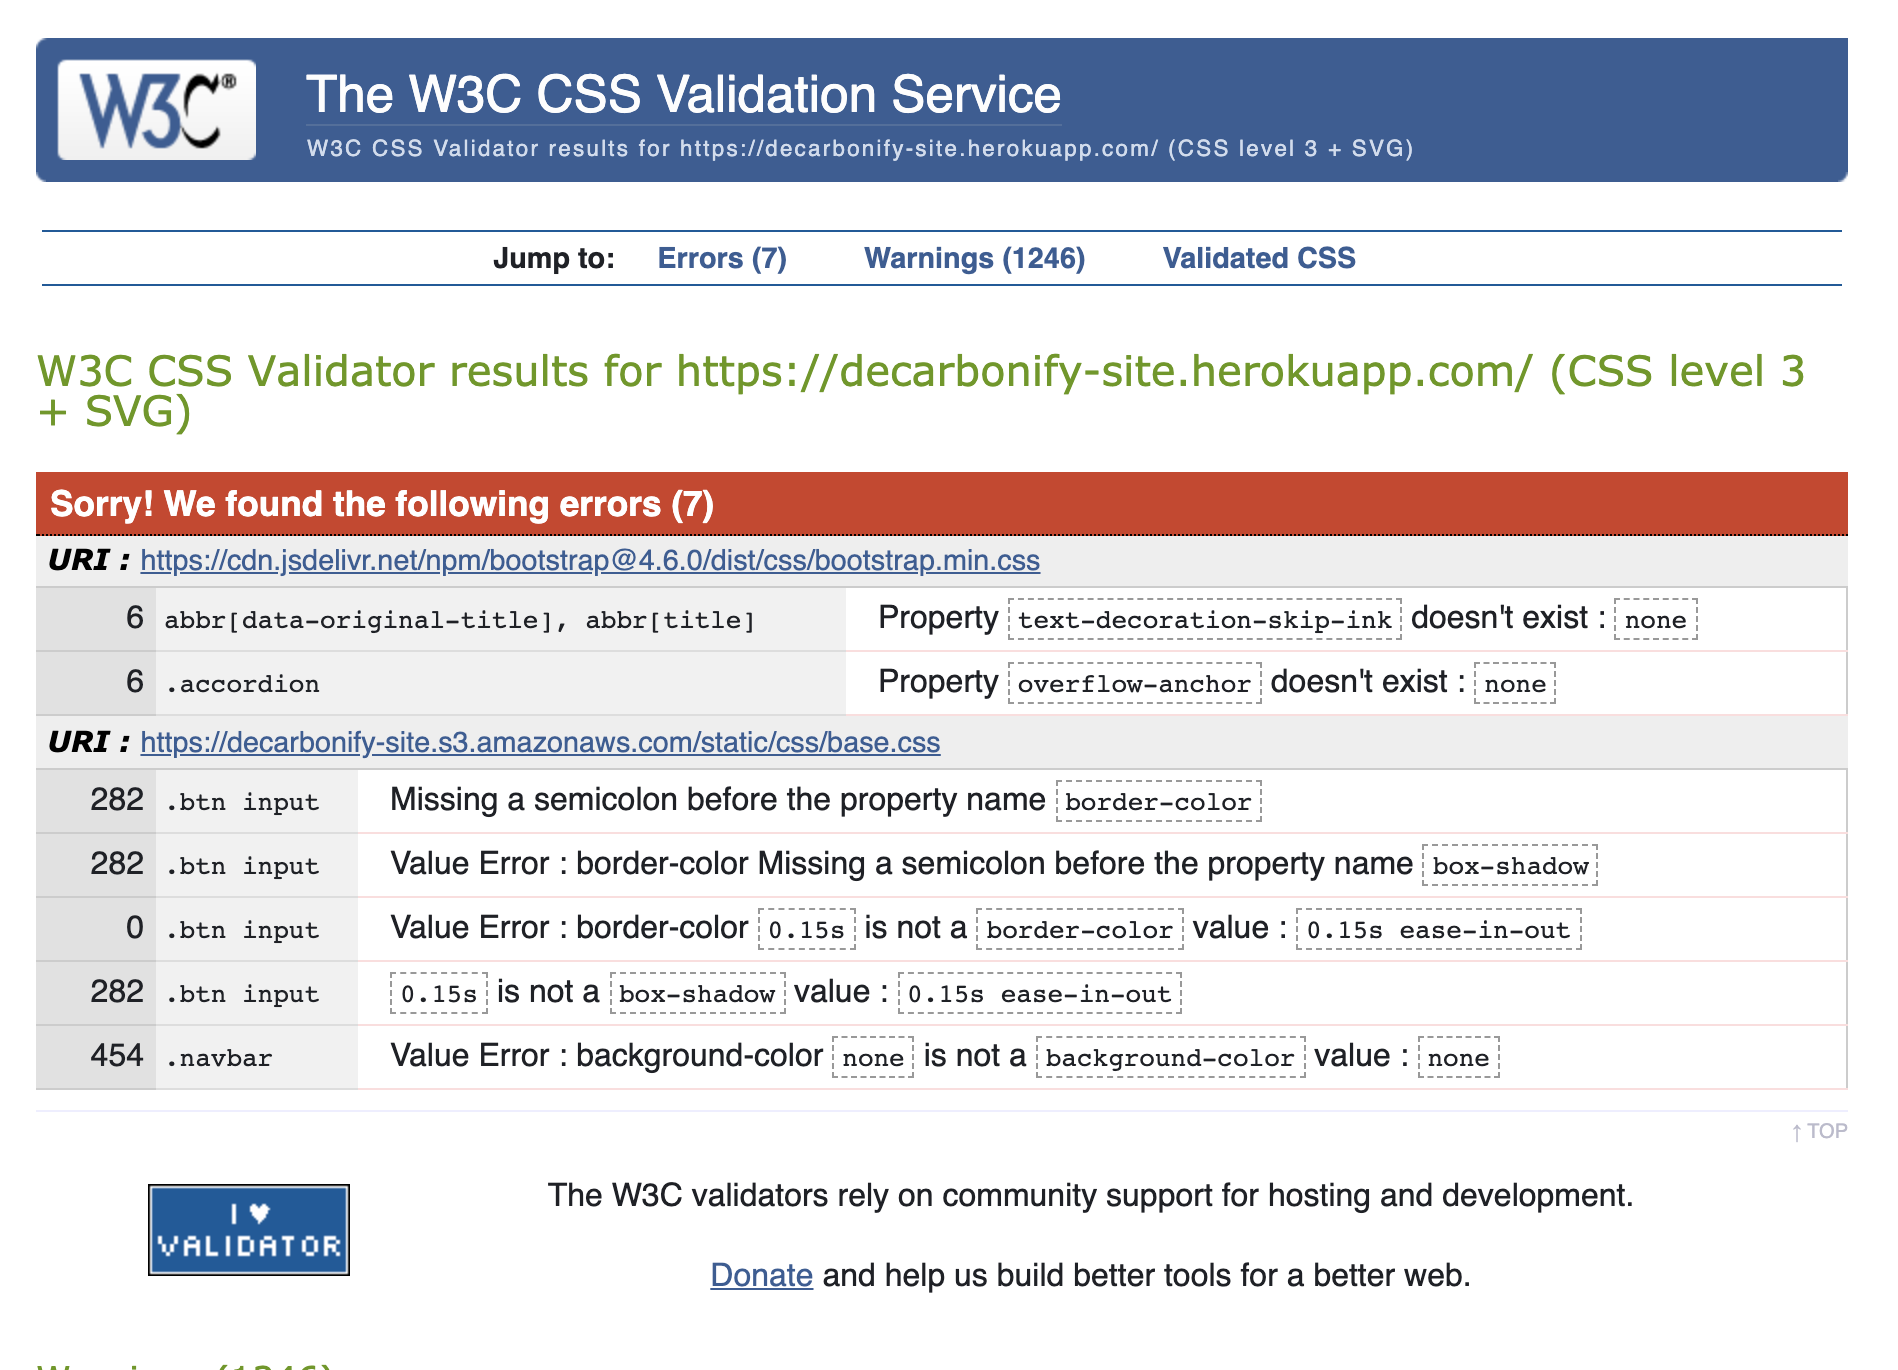 W3C®
The W3C CSS Validation Service
W3C CSS Validator results for https://decarbonify-site.herokuapp.com/ (CSS level 3 + SVG)
Jump to: Errors (7) Warnings (1246) Validated CSS
W3C CSS Validator results for https://decarbonify-site.herokuapp.com/ (CSS level 3
+ SVG)
Sorry! We found the following errors (7)
URI : https://cdn.jsdelivr.net/npm/bootstrap@4.6.0/dist/css/bootstrap.min.css
6 abbr[data-original-title], abbr[title] Property text-decoration-skip-ink doesn't exist : none
6 .accordion Property overflow-anchor doesn't exist : none
URI : https://decarbonify-site.s3.amazonaws.com/static/css/base.css
282 .btn input Missing a semicolon before the property name border-color
282 .btn input Value Error : border-color Missing a semicolon before the property name box-shadow
0 .btn input Value Error : border-color 0.15s is not a border-color value : 0.15s ease-in-out
282 .btn input 0.15s is not a box-shadow value : 0.15s ease-in-out
454 .navbar Value Error : background-color none is not a background-color value : none
↑ TOP
The W3C validators rely on community support for hosting and development.
I ♥
VALIDATOR
Donate and help us build better tools for a better web.
Warnings (1246)